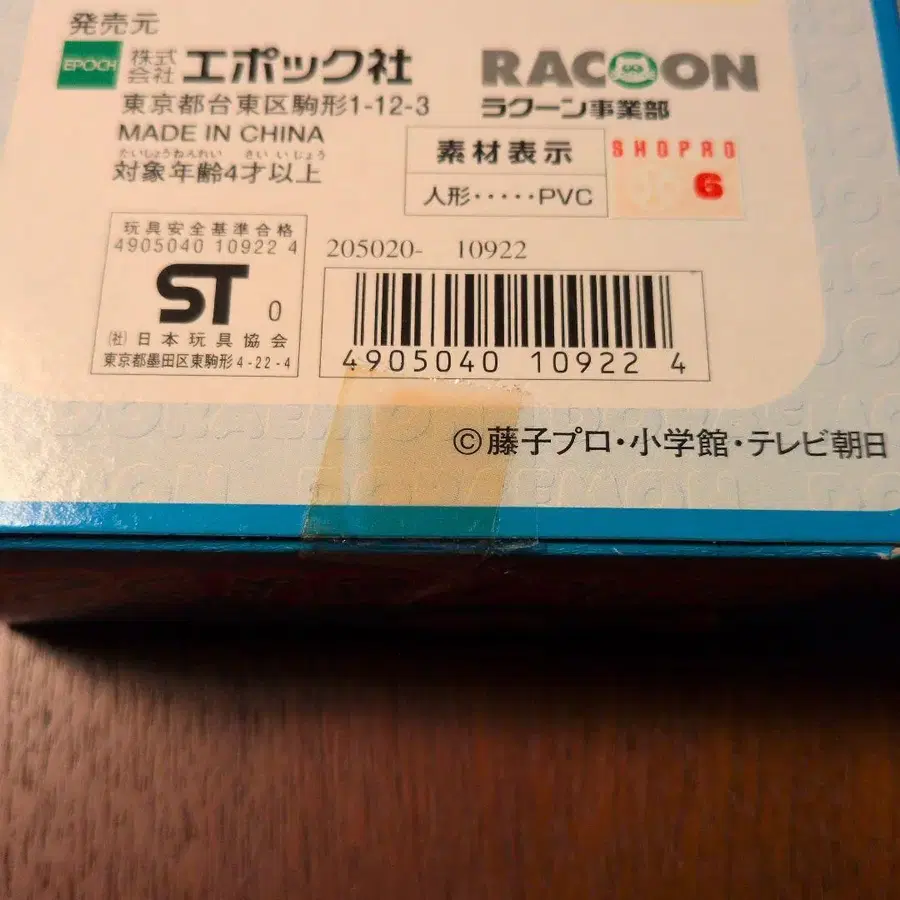 発売元
EPOCH 株式会社 エポック社
RACOON
ラクーン事業部
東京都台東区駒形1-12-3
MADE IN CHINA
たいしょうねんれい さい いじょう
対象年齢4才以上
素材表示
人形・・・・・PVC
SHOPRO
6
玩具安全基準合格
4905040 10922 4
ST 0
(社)日本玩具協会
東京都墨田区東駒形4-22-4
205020- 10922
4905040 10922 4
©藤子プロ・小学館・テレビ朝日